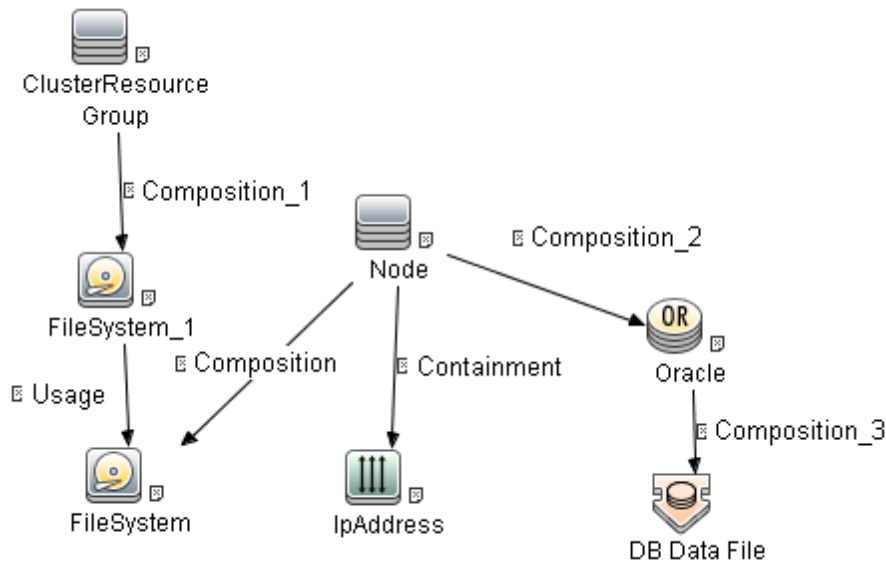 ClusterResource
Group
Composition_1
Composition_2
Node
OR
FileSystem_1
Composition
Containment
Oracle
Usage
Composition_3
FileSystem
IpAddress
DB Data File